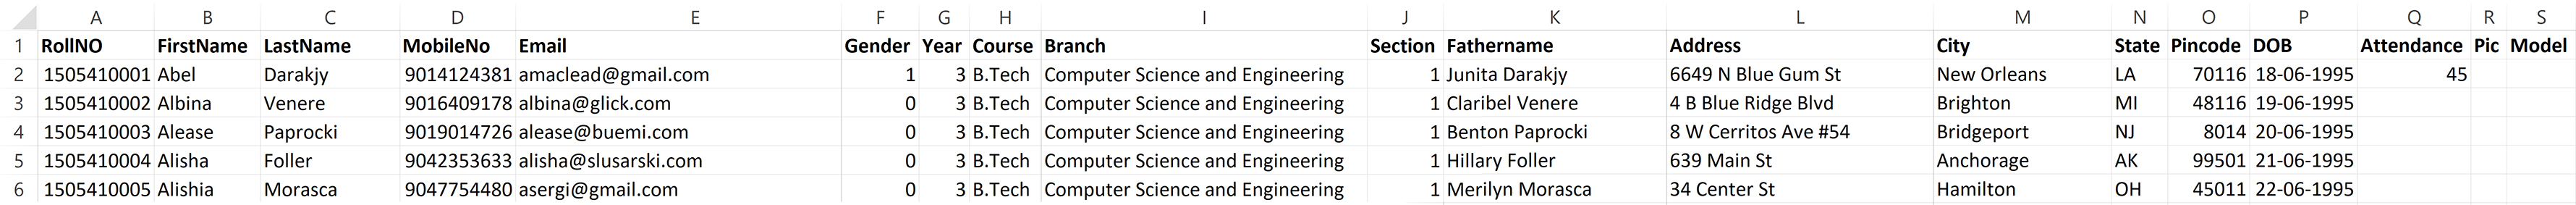 A B C D E F G H I J K L M N O P Q R S
1 RollNO FirstName LastName MobileNo Email Gender Year Course Branch Section Fathername Address City State Pincode DOB Attendance Pic Model
2 1505410001 Abel Darakjy 9014124381 amaclead@gmail.com 1 3 B.Tech Computer Science and Engineering 1 Junita Darakjy 6649 N Blue Gum St New Orleans LA 70116 18-06-1995 45
3 1505410002 Albina Venere 9016409178 albina@glick.com 0 3 B.Tech Computer Science and Engineering 1 Claribel Venere 4 B Blue Ridge Blvd Brighton MI 48116 19-06-1995
4 1505410003 Alease Paprocki 9019014726 alease@buemi.com 0 3 B.Tech Computer Science and Engineering 1 Benton Paprocki 8 W Cerritos Ave #54 Bridgeport NJ 8014 20-06-1995
5 1505410004 Alisha Foller 9042353633 alisha@slusarski.com 0 3 B.Tech Computer Science and Engineering 1 Hillary Foller 639 Main St Anchorage AK 99501 21-06-1995
6 1505410005 Alishia Morasca 9047754480 asergi@gmail.com 0 3 B.Tech Computer Science and Engineering 1 Merilyn Morasca 34 Center St Hamilton OH 45011 22-06-1995